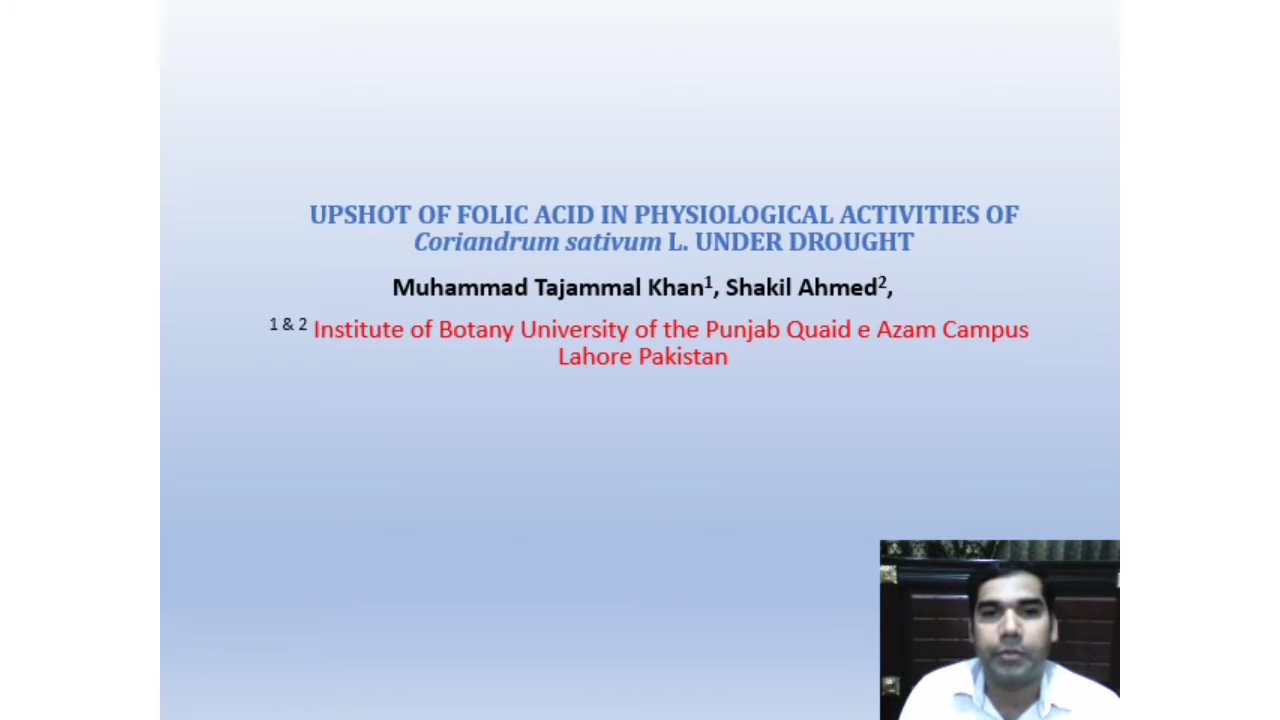 UPSHOT OF FOLIC ACID IN PHYSIOLOGICAL ACTIVITIES OF
Coriandrum sativum L. UNDER DROUGHT
Muhammad Tajammal Khan¹, Shakil Ahmed²,
1 & 2 Institute of Botany University of the Punjab Quaid e Azam Campus
Lahore Pakistan